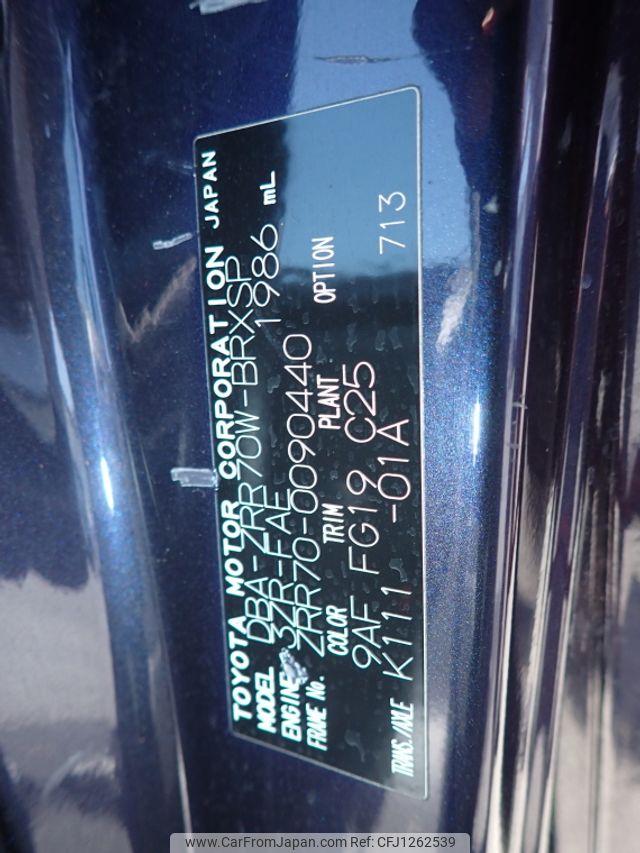 TOYOTA MOTOR CORPORATION JAPAN
MODEL DBA-ZRR70W-BRXSP
ENGINE 3ZR-FAE 1986 mL
FRAME No. ZRR70-0090440
COLOR TRIM PLANT OPTION
9AF FG19 C25
TRANS./AXLE K111 -01A 713
www.CarFromJapan.com Ref:CFJ1262539